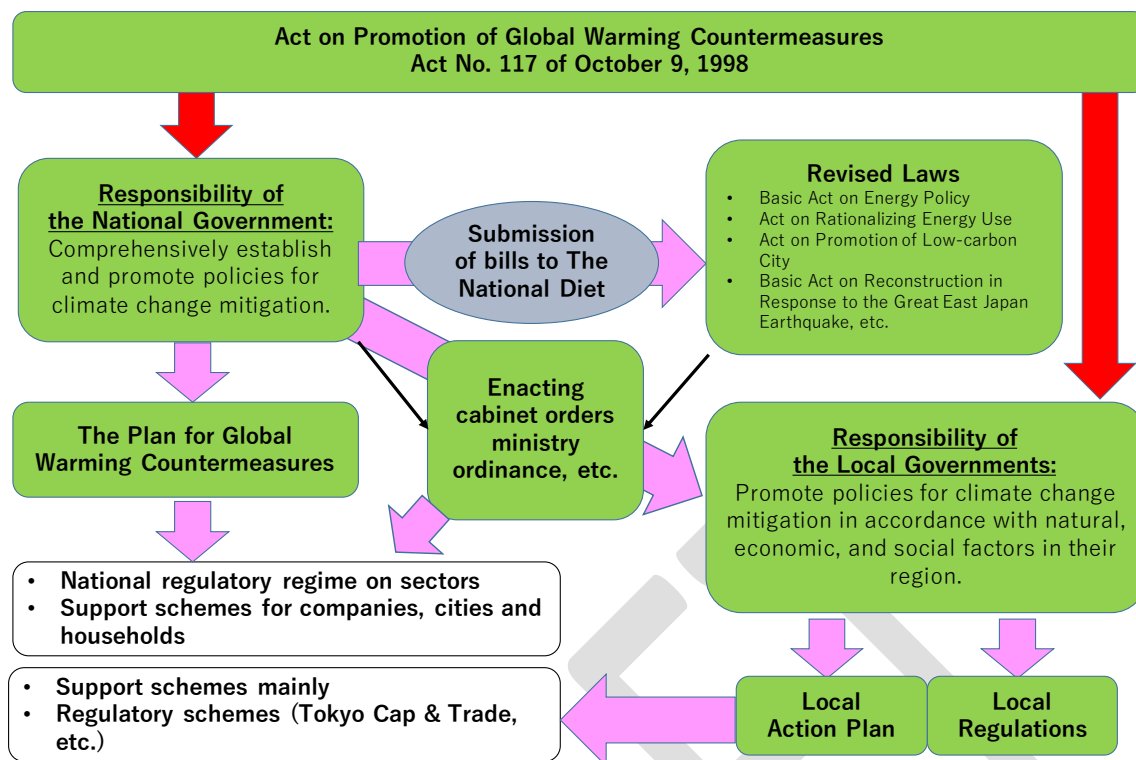 Act on Promotion of Global Warming Countermeasures
Act No. 117 of October 9, 1998
Responsibility of
the National Government:
Comprehensively establish
and promote policies for
climate change mitigation.
Submission
of bills to The
National Diet
Revised Laws
• Basic Act on Energy Policy
• Act on Rationalizing Energy Use
• Act on Promotion of Low-carbon
City
• Basic Act on Reconstruction in
Response to the Great East Japan
Earthquake, etc.
Enacting
cabinet orders
ministry
ordinance, etc.
The Plan for Global
Warming Countermeasures
Responsibility of
the Local Governments:
Promote policies for climate change
mitigation in accordance with natural,
economic, and social factors in their
region.
• National regulatory regime on sectors
• Support schemes for companies, cities and
households
• Support schemes mainly
• Regulatory schemes (Tokyo Cap & Trade,
etc.)
Local
Action Plan
Local
Regulations